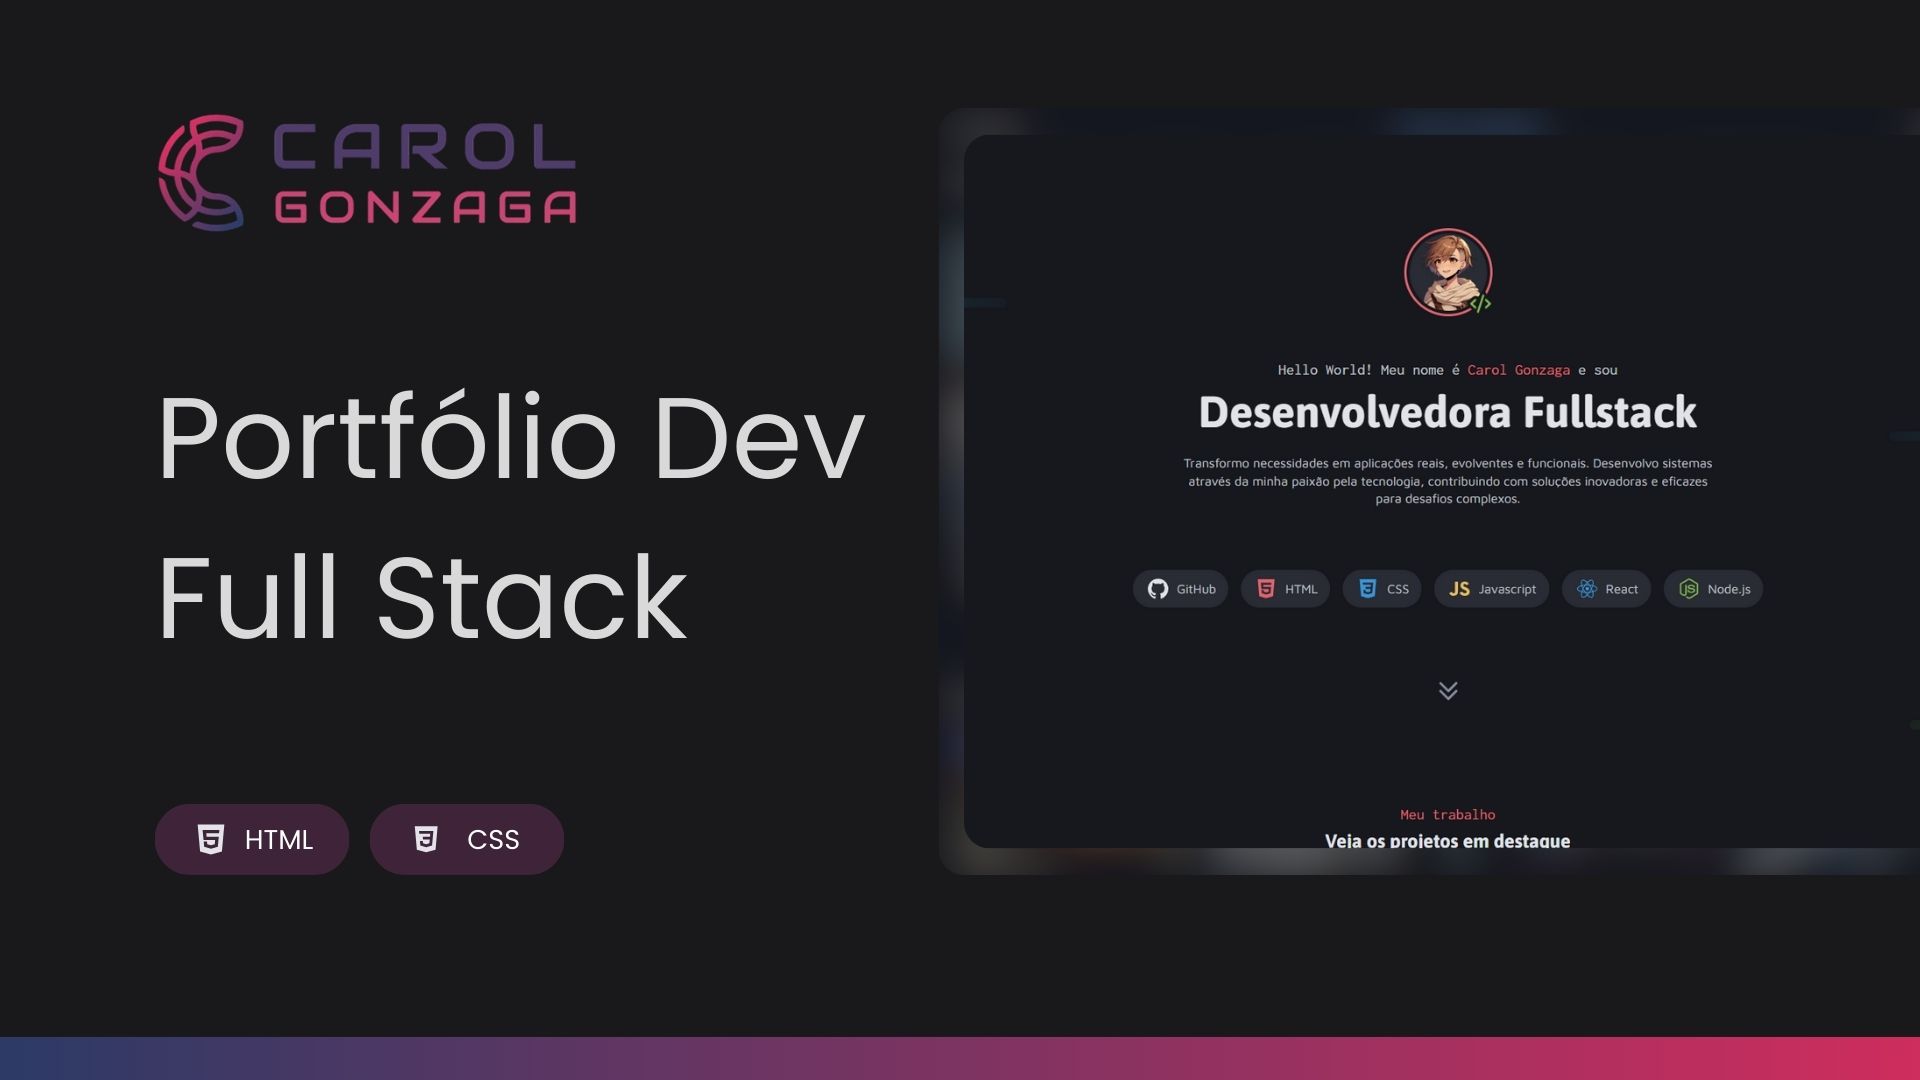 CAROL
GONZAGA
Portfólio Dev
Full Stack
HTML
CSS
Hello World! Meu nome é Carol Gonzaga e sou
Desenvolvedora Fullstack
Transformo necessidades em aplicações reais, evolventes e funcionais. Desenvolvo sistemas
através da minha paixão pela tecnologia, contribuindo com soluções inovadoras e eficazes
para desafios complexos.
GitHub
HTML
CSS
JS Javascript
React
Node.js
Meu trabalho
Veja os projetos em destaque